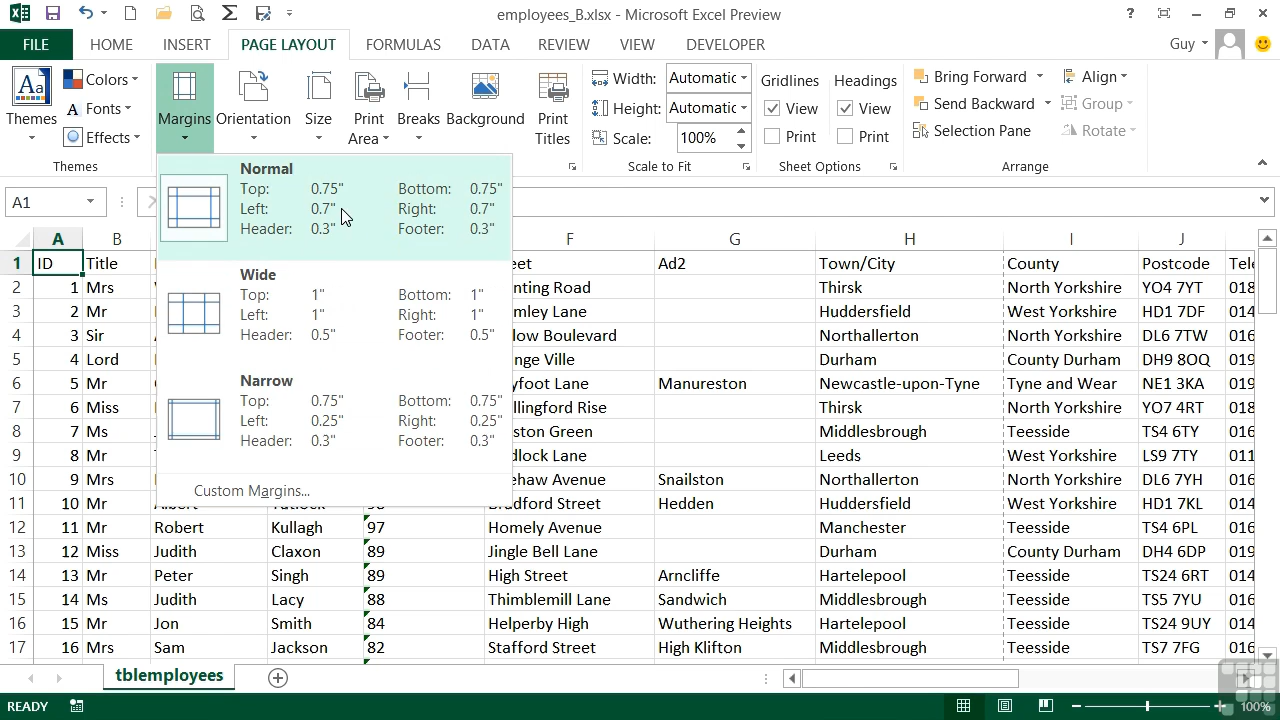 employees_B.xlsx - Microsoft Excel Preview
?
FILE HOME INSERT PAGE LAYOUT FORMULAS DATA REVIEW VIEW DEVELOPER Guy
Themes
Colors
Fonts
Effects
Themes
Margins
Orientation
Size
Print
Area
Breaks
Background
Print
Titles
Width: Automatic
Height: Automatic
Scale: 100%
Scale to Fit
Gridlines
View
Print
Headings
View
Print
Sheet Options
Bring Forward
Send Backward
Selection Pane
Align
Group
Rotate
Arrange
A1
Normal
Top: 0.75" Bottom: 0.75"
Left: 0.7" Right: 0.7"
Header: 0.3" Footer: 0.3"
Wide
Top: 1" Bottom: 1"
Left: 1" Right: 1"
Header: 0.5" Footer: 0.5"
Narrow
Top: 0.75" Bottom: 0.75"
Left: 0.25" Right: 0.25"
Header: 0.3" Footer: 0.3"
Custom Margins...
A B F G H I J
1 ID Title Ad2 Town/City County Postcode
2 1 Mrs Road Thirsk North Yorkshire YO4 7YT 018
3 2 Mr Lane Huddersfield West Yorkshire HD1 7DF 014
4 3 Sir Boulevard Northallerton North Yorkshire DL6 7TW 016
5 4 Lord Ville Durham County Durham DH9 8OQ 019
6 5 Mr Lane Manureston Newcastle-upon-Tyne Tyne and Wear NE1 3KA 019
7 6 Miss Rise Thirsk North Yorkshire YO7 4RT 018
8 7 Ms Green Middlesbrough Teesside TS4 6TY 016
9 8 Mr Lane Leeds West Yorkshire LS9 7TY 011
10 9 Mrs Avenue Snailston Northallerton North Yorkshire DL6 7YH 016
11 10 Mr Street Hedden Huddersfield West Yorkshire HD1 7KL 014
12 11 Mr Robert Kullagh 97 Homely Avenue Manchester Teesside TS4 6PL 016
13 12 Miss Judith Claxon 89 Jingle Bell Lane Durham County Durham DH4 6DP 019
14 13 Mr Peter Singh 89 High Street Arncliffe Hartelepool Teesside TS24 6RT 014
15 14 Ms Judith Lacy 88 Thimblemill Lane Sandwich Middlesbrough Teesside TS5 7YU 016
16 15 Mr Jon Smith 84 Helperby High Wuthering Heights Hartelepool Teesside TS24 9UY 014
17 16 Mrs Sam Jackson 82 Stafford Street High Klifton Middlesbrough Teesside TS7 7FG 016
tblemployees
READY 100%